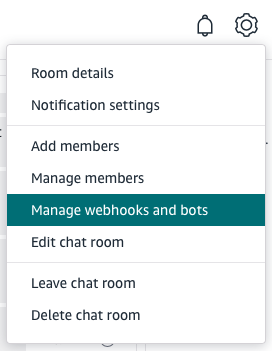 Room details
Notification settings
Add members
Manage members
Manage webhooks and bots
Edit chat room
Leave chat room
Delete chat room